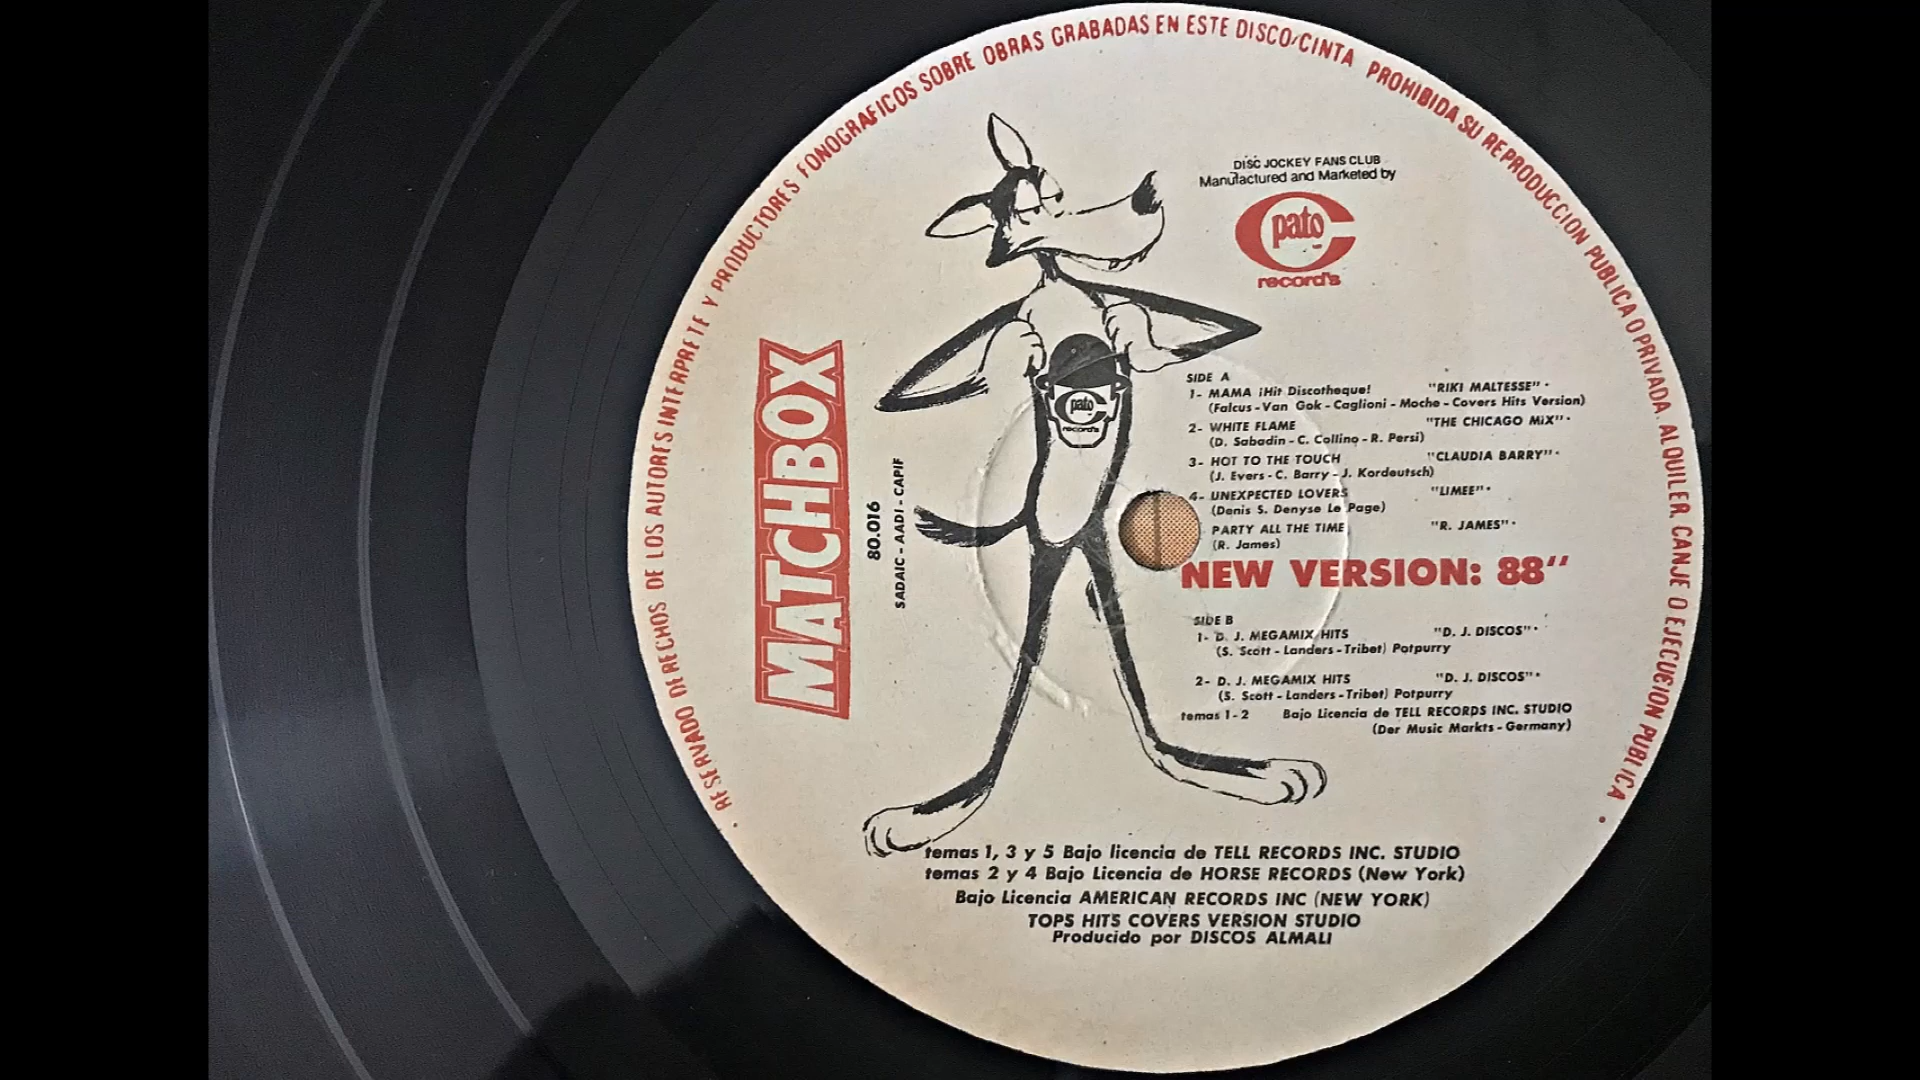 RESERVADO DERECHOS DE LOS AUTORES INTERPRETE Y PRODUCTORES FONOGRAFICOS SOBRE OBRAS GRABADAS EN ESTE DISCO/CINTA PROHIBIDA SU REPRODUCCION PUBLICA O PRIVADA. ALQUILER, CANJE O EJECUCION PUBLICA
DISC JOCKEY FANS CLUB
Manufactured and Marketed by
pato C
record's
MATCHBOX
80.016
SADAIC - AADI - CAPIF
pato C
record's
SIDE A
1- MAMA ¡Hit Discotheque! "RIKI MALTESSE"
(Falcus - Van Gok - Caglioni - Moche - Covers Hits Version)
2- WHITE FLAME "THE CHICAGO MIX"
(D. Sabadin - C. Collino - R. Persi)
3- HOT TO THE TOUCH "CLAUDIA BARRY"
(J. Evers - C. Barry - J. Kordeutsch)
4- UNEXPECTED LOVERS "LIMEE"
(Denis S. Denyse Le Page)
PARTY ALL THE TIME "R. JAMES"
(R. James)
NEW VERSION: 88"
SIDE B
1- D. J. MEGAMIX HITS "D. J. DISCOS"
(S. Scott - Landers - Tribet) Potpurry
2- D. J. MEGAMIX HITS "D. J. DISCOS"
(S. Scott - Landers - Tribet) Potpurry
temas 1 - 2 Bajo Licencia de TELL RECORDS INC. STUDIO
(Der Music Markts - Germany)
temas 1, 3 y 5 Bajo licencia de TELL RECORDS INC. STUDIO
temas 2 y 4 Bajo Licencia de HORSE RECORDS (New York)
Bajo Licencia AMERICAN RECORDS INC (NEW YORK)
TOPS HITS COVERS VERSION STUDIO
Producido por DISCOS ALMALI